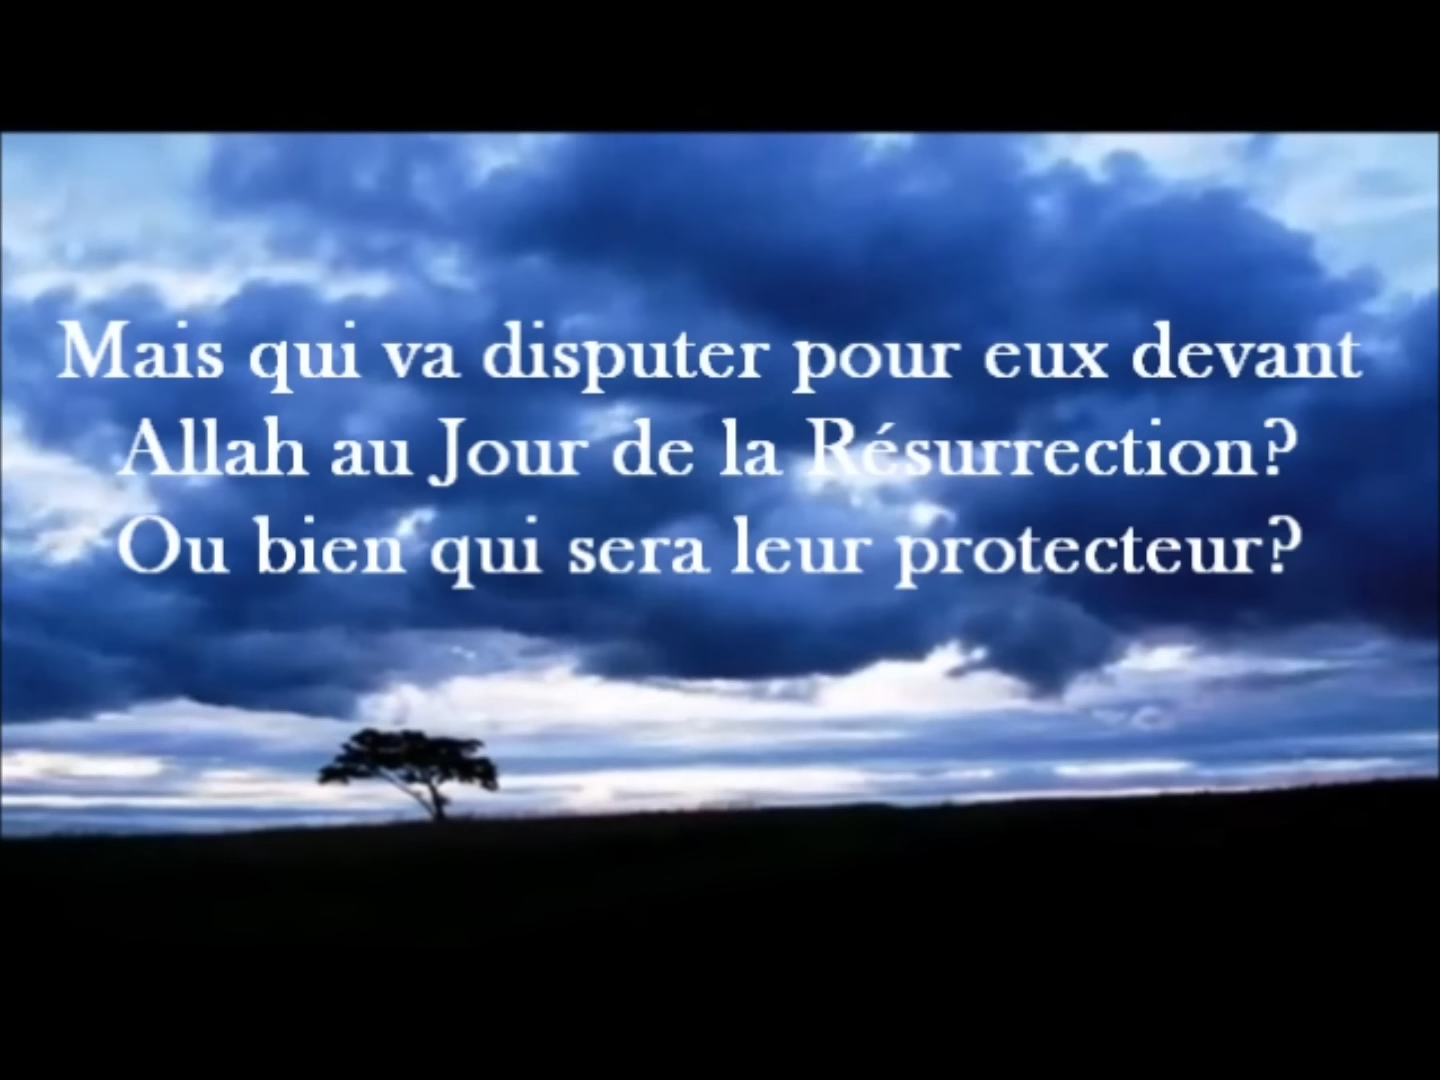 Mais qui va disputer pour eux devant
Allah au Jour de la Résurrection?
Ou bien qui sera leur protecteur?